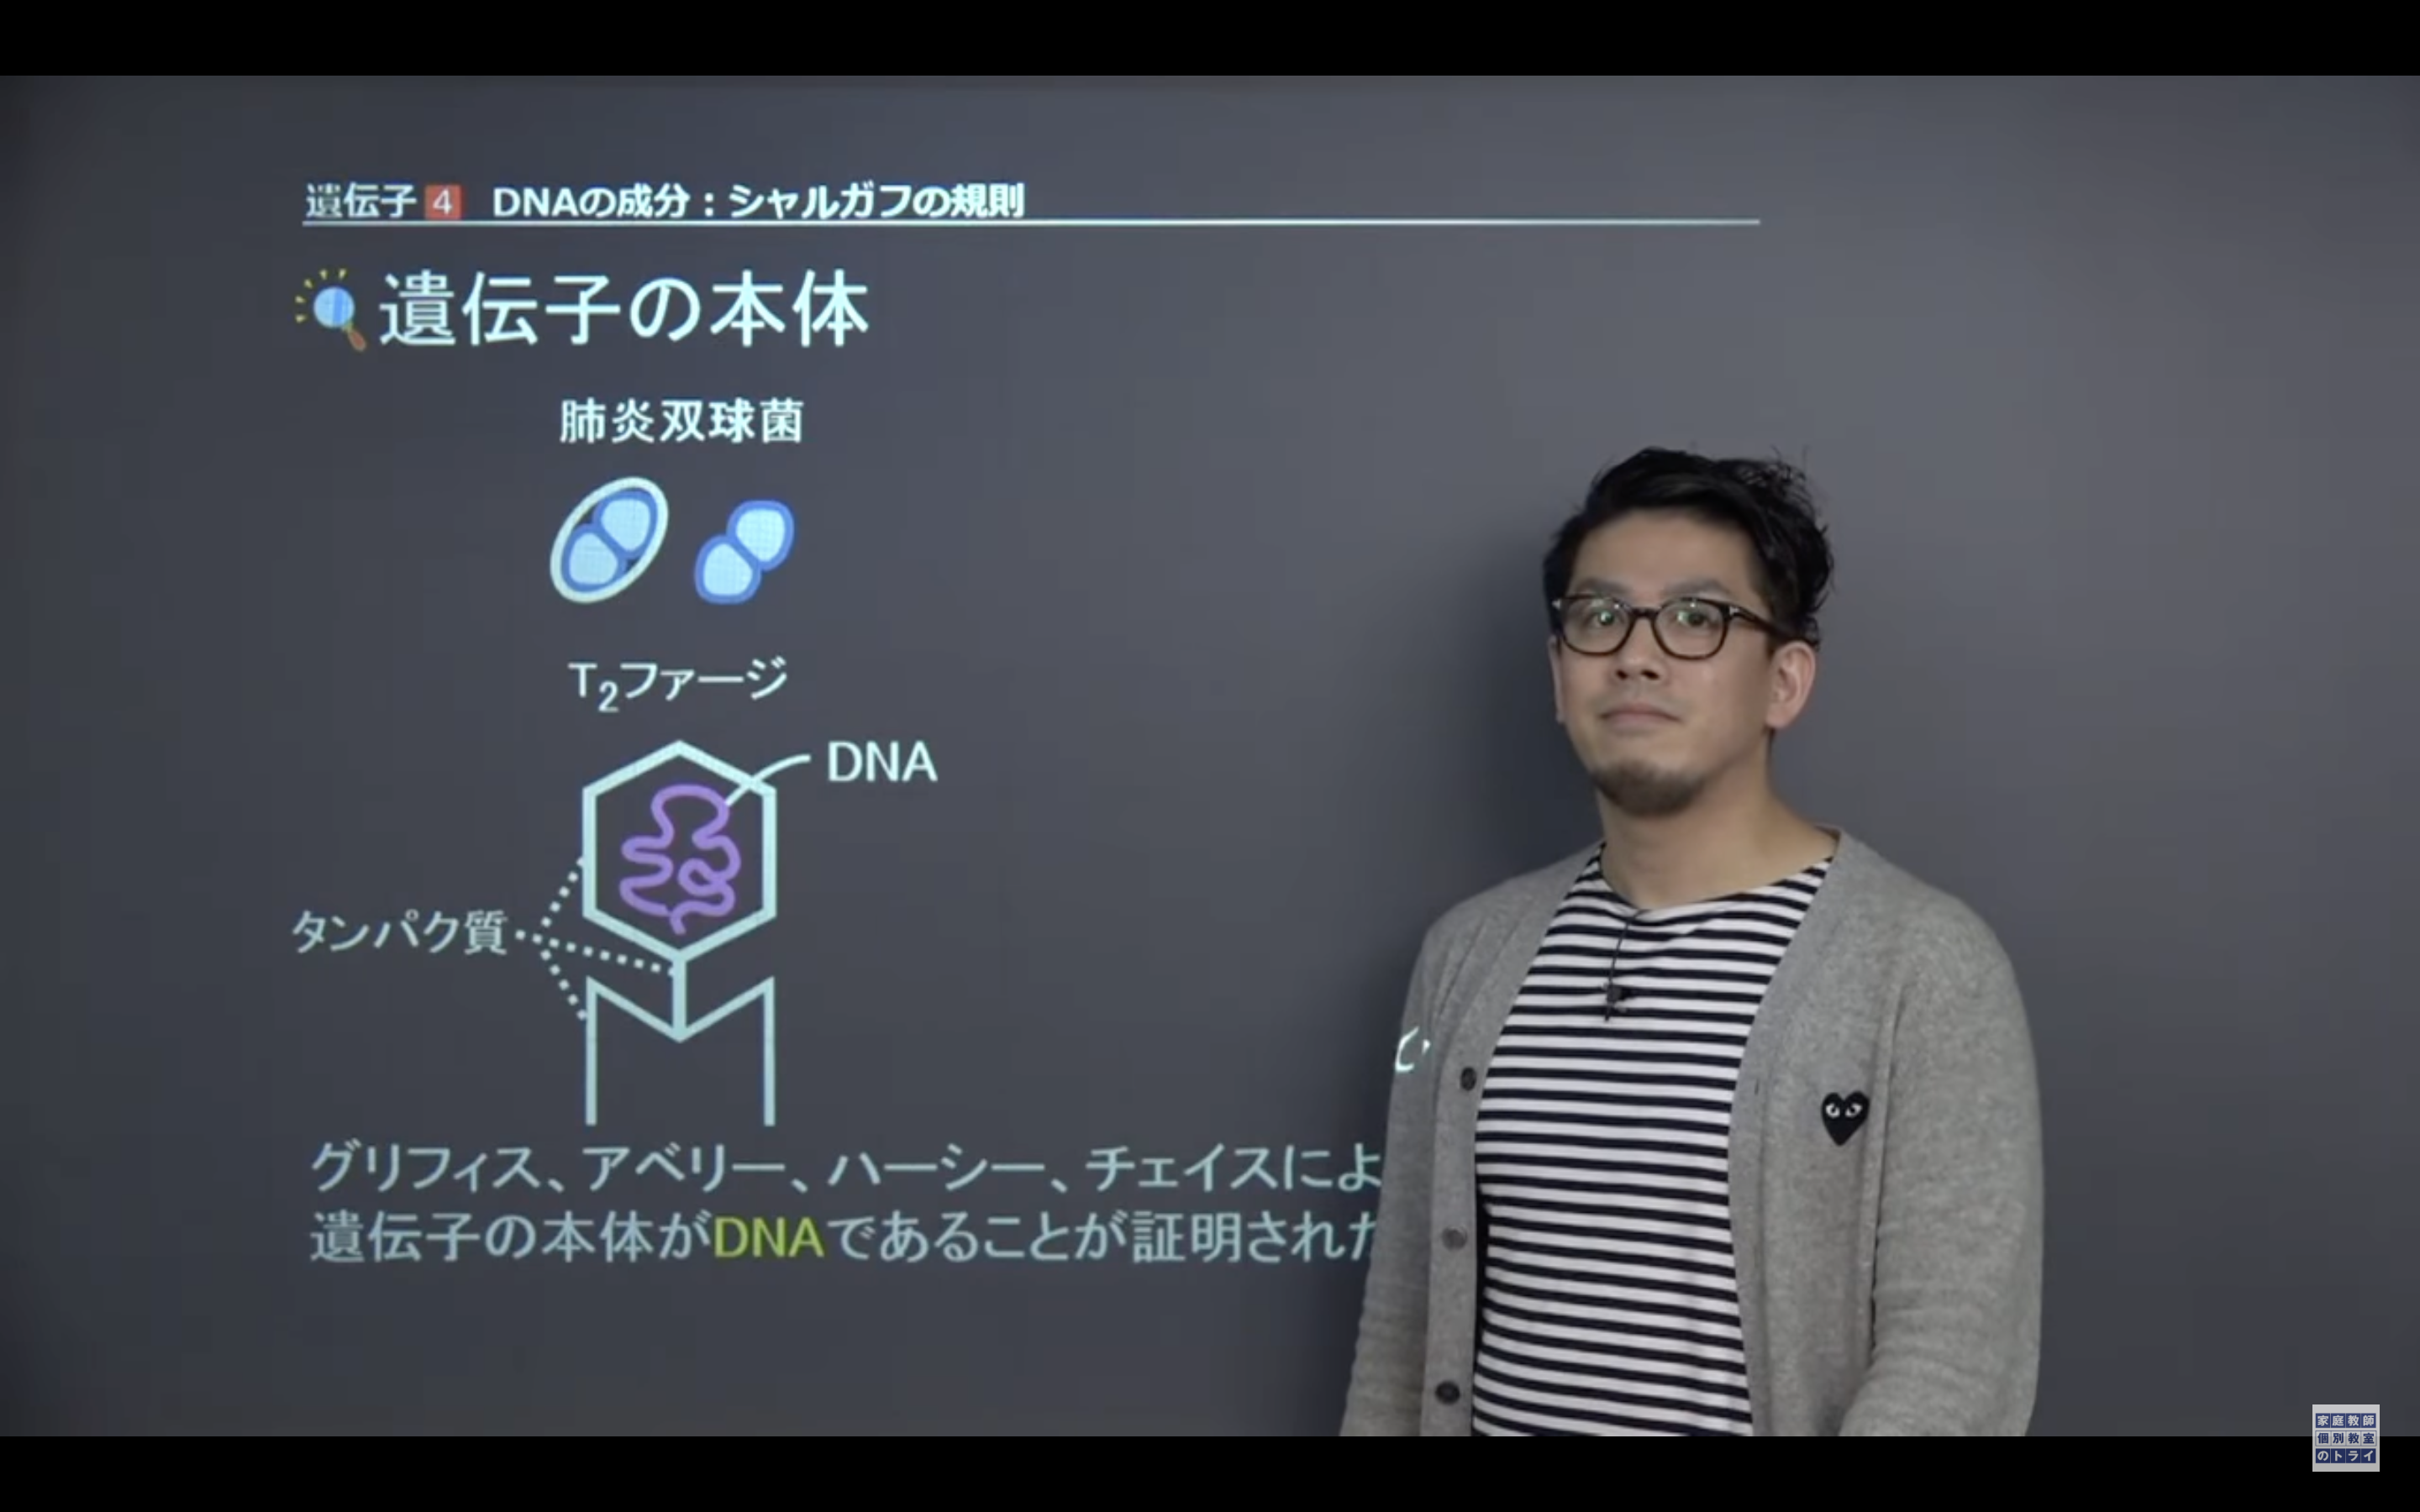 遺伝子 4 DNAの成分：シャルガフの規則
遺伝子の本体
肺炎双球菌
T₂ファージ
DNA
タンパク質
グリフィス、アベリー、ハーシー、チェイスによ
遺伝子の本体がDNAであることが証明された
家庭教師
個別教室
のトライ